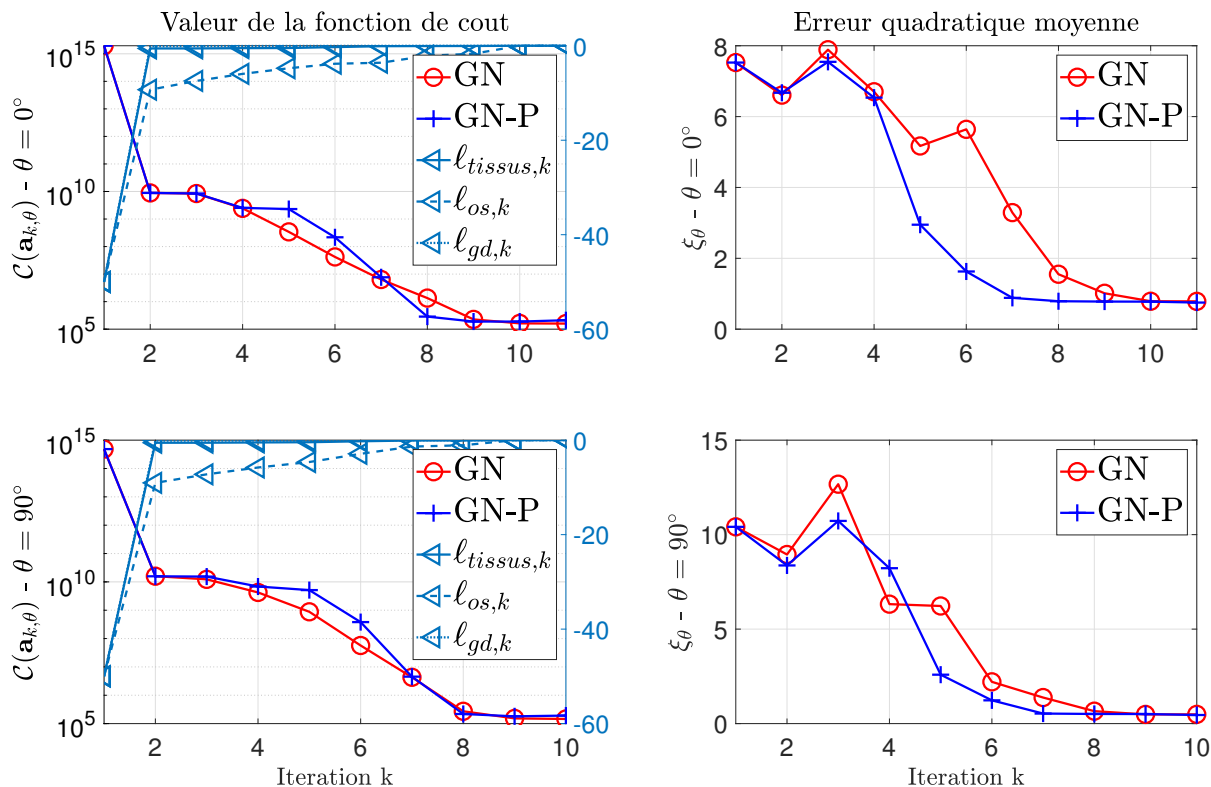 Valeur de la fonction de cout
10^15
10^10
10^5
C(a_{k,θ}) - θ = 0°
GN
GN-P
ℓ_{tissus,k}
ℓ_{os,k}
ℓ_{gd,k}
0
-20
-40
-60
2 4 6 8 10
Erreur quadratique moyenne
8
6
4
2
0
ξ_θ - θ = 0°
GN
GN-P
2 4 6 8 10
10^15
10^10
10^5
C(a_{k,θ}) - θ = 90°
GN
GN-P
ℓ_{tissus,k}
ℓ_{os,k}
ℓ_{gd,k}
0
-20
-40
-60
2 4 6 8 10
Iteration k
15
10
5
0
ξ_θ - θ = 90°
GN
GN-P
2 4 6 8 10
Iteration k